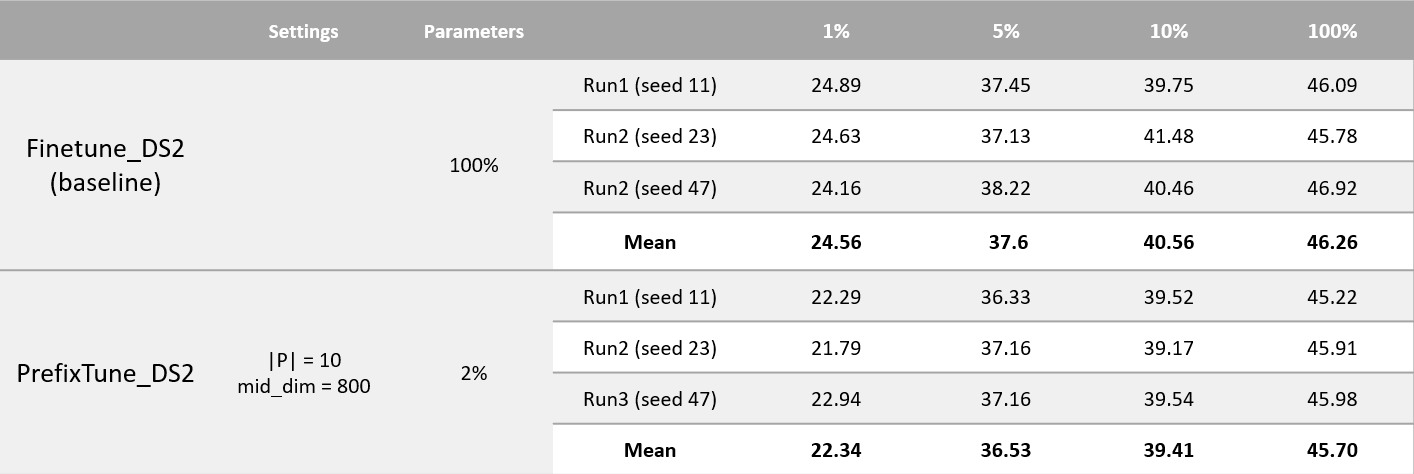 Settings Parameters 1% 5% 10% 100%
Finetune_DS2
(baseline)
100%
Run1 (seed 11) 24.89 37.45 39.75 46.09
Run2 (seed 23) 24.63 37.13 41.48 45.78
Run2 (seed 47) 24.16 38.22 40.46 46.92
Mean 24.56 37.6 40.56 46.26
PrefixTune_DS2
|P| = 10
mid_dim = 800
2%
Run1 (seed 11) 22.29 36.33 39.52 45.22
Run2 (seed 23) 21.79 37.16 39.17 45.91
Run3 (seed 47) 22.94 37.16 39.54 45.98
Mean 22.34 36.53 39.41 45.70